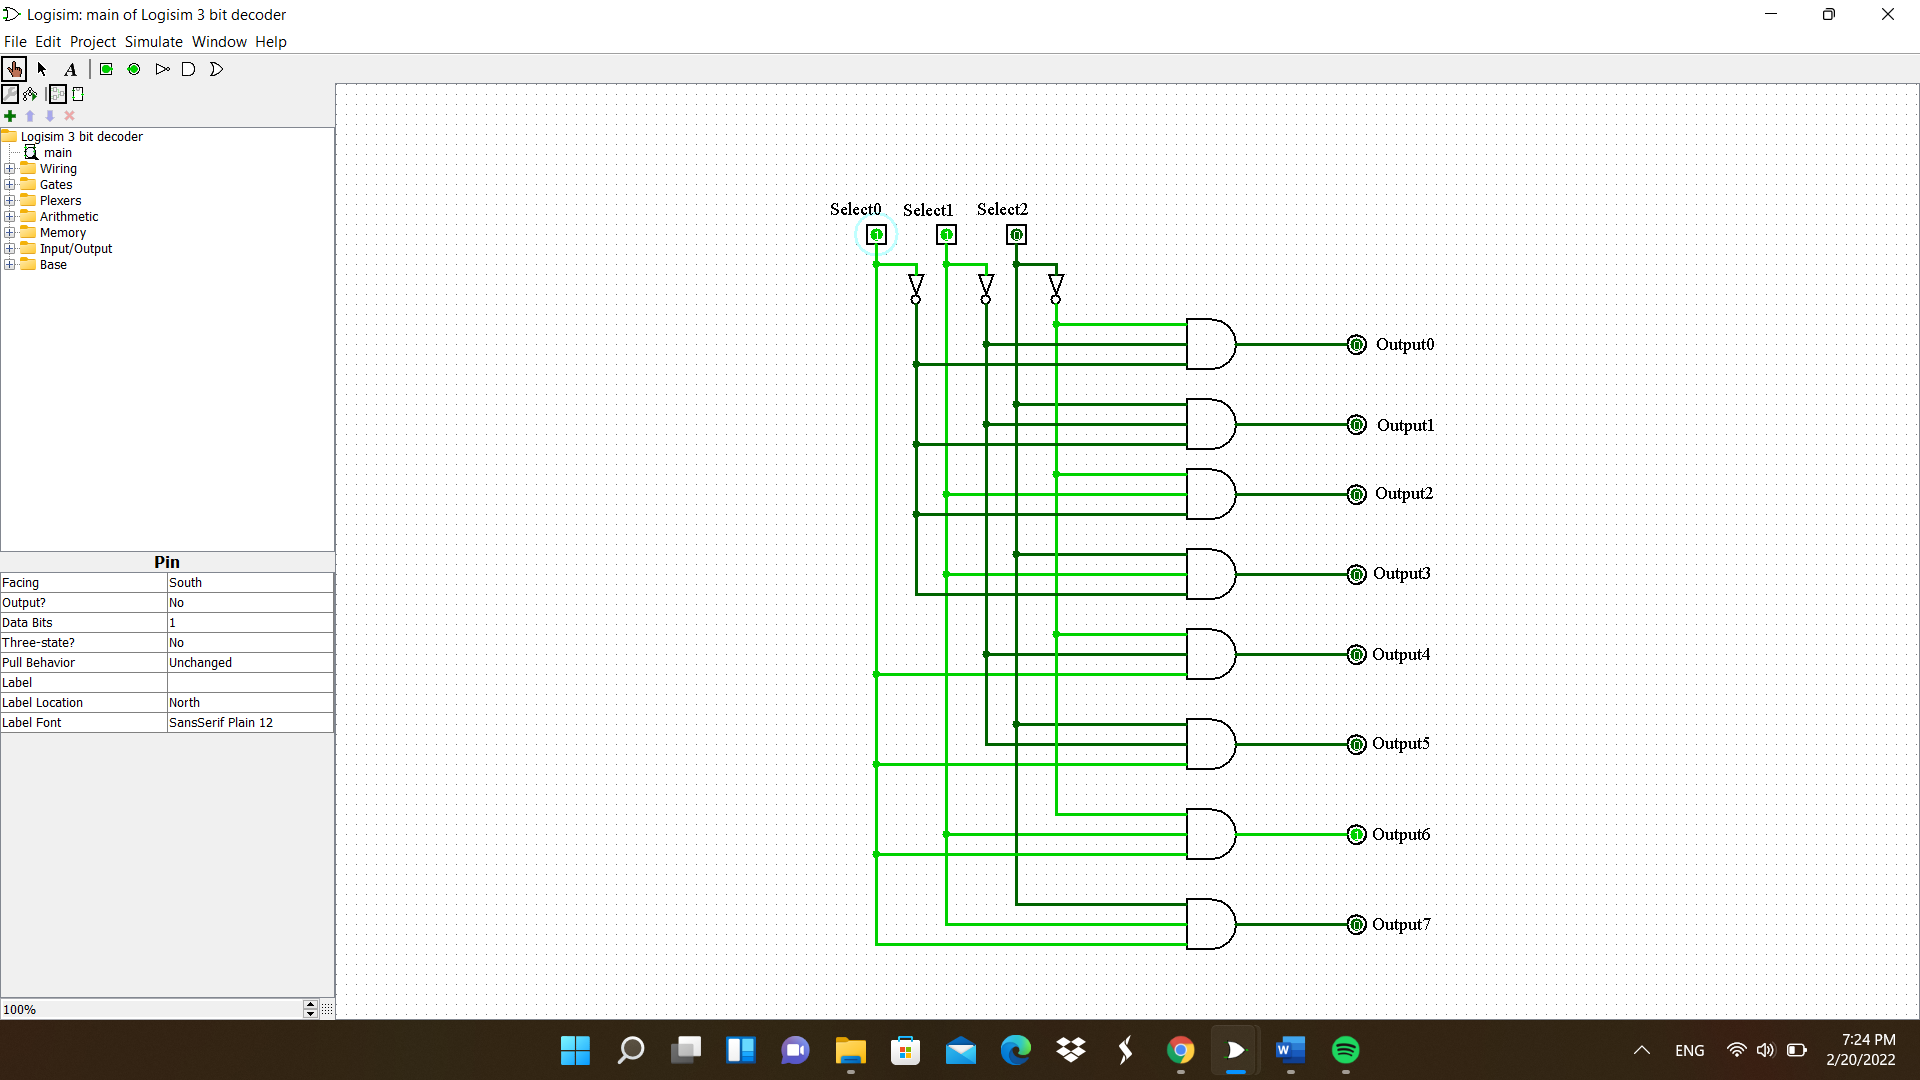 Logisim: main of Logisim 3 bit decoder
File Edit Project Simulate Window Help
A
Logisim 3 bit decoder
main
Wiring
Gates
Plexers
Arithmetic
Memory
Input/Output
Base
Pin
Facing South
Output? No
Data Bits 1
Three-state? No
Pull Behavior Unchanged
Label
Label Location North
Label Font SansSerif Plain 12
100%
Select0 Select1 Select2
1 1 0
0 Output0
0 Output1
0 Output2
0 Output3
0 Output4
0 Output5
1 Output6
0 Output7
W
ENG
7:24 PM
2/20/2022